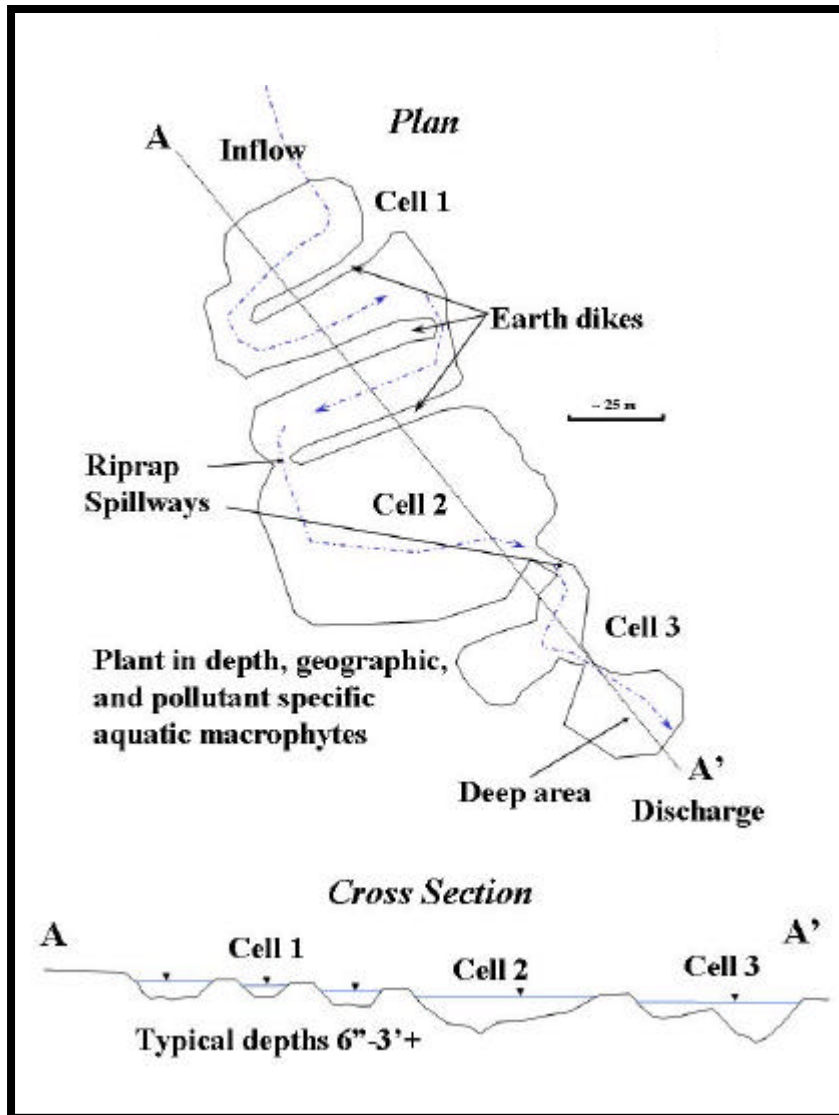 Plan
A
Inflow
Cell 1
Earth dikes
~ 25 m
Riprap
Spillways
Cell 2
Cell 3
Plant in depth, geographic,
and pollutant specific
aquatic macrophytes
A’
Deep area
Discharge
Cross Section
A
A’
Cell 1
Cell 2
Cell 3
Typical depths 6”-3’+